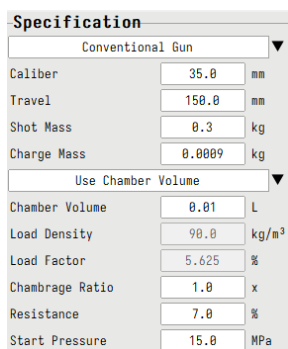 Specification
Conventional Gun ▼
Caliber 35.0 mm
Travel 150.0 mm
Shot Mass 0.3 kg
Charge Mass 0.0009 kg
Use Chamber Volume ▼
Chamber Volume 0.01 L
Load Density 90.0 kg/m³
Load Factor 5.625 %
Chambrage Ratio 1.0 x
Resistance 7.0 %
Start Pressure 15.0 MPa